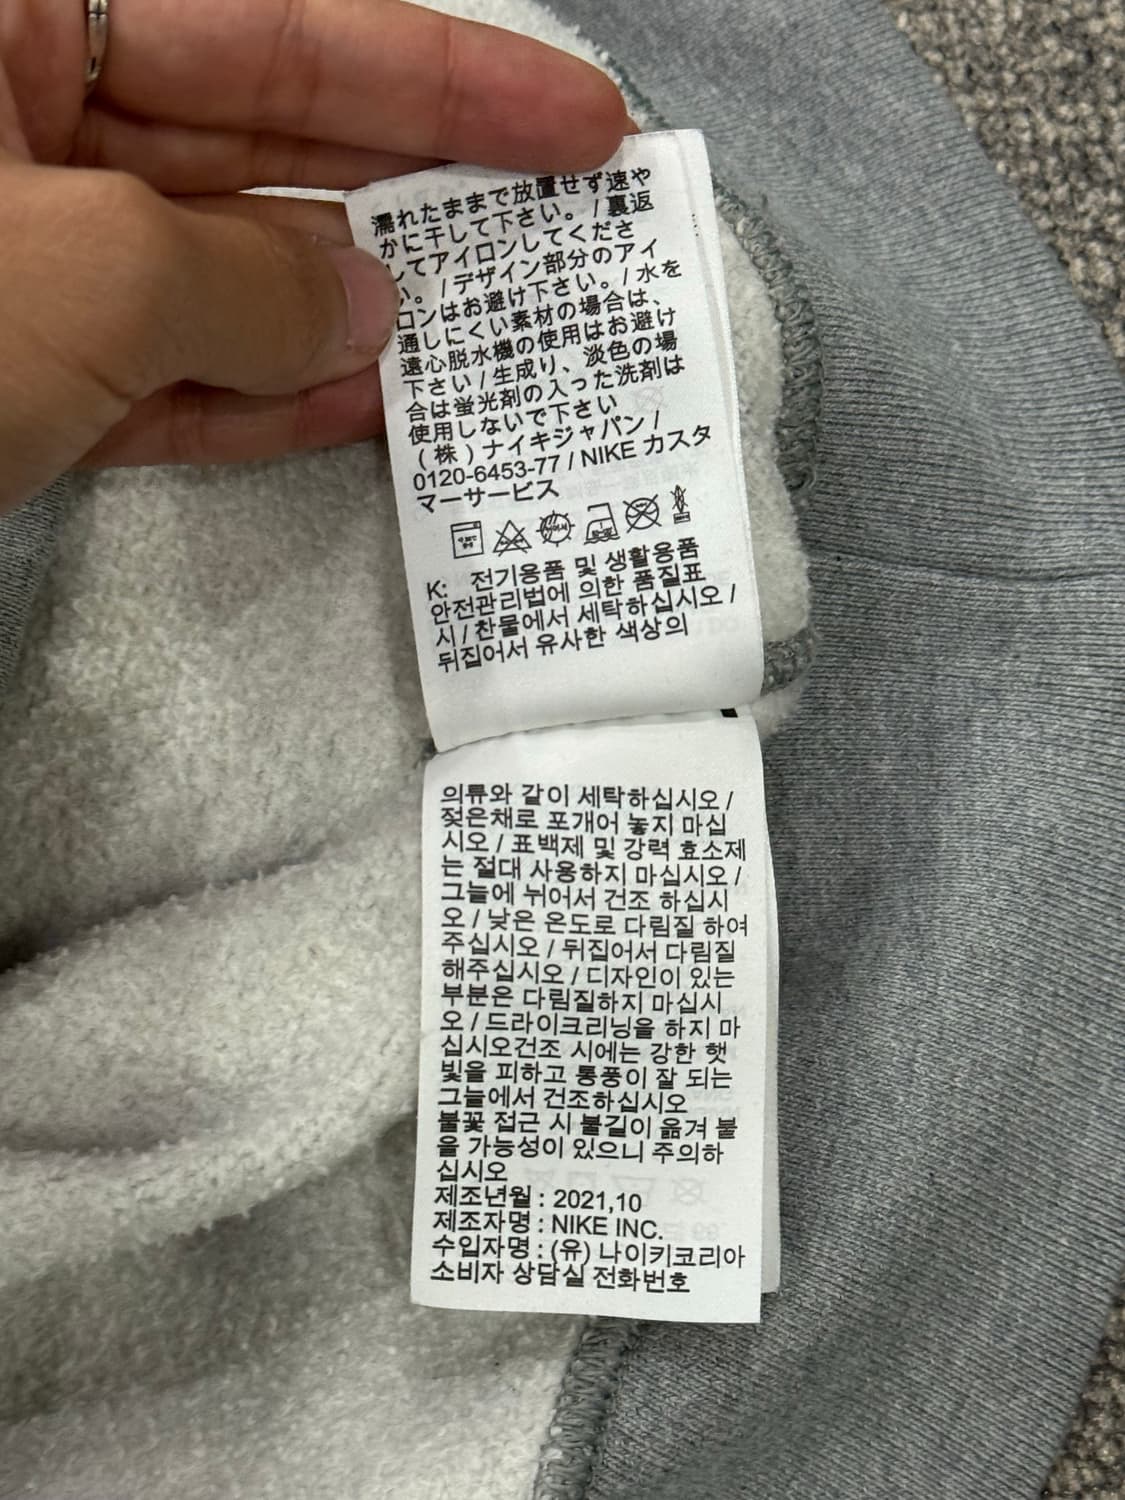 濡れたままで放置せず速や
かに干して下さい。/ 裏返
してアイロンしてくださ
い。/ デザイン部分のアイ
ロンはお避け下さい。/ 水を
通しにくい素材の場合は、
遠心脱水機の使用はお避け
下さい / 生成り、淡色の場
合は蛍光剤の入った洗剤は
使用しないで下さい
(株) ナイキジャパン /
0120-6453-77 / NIKE カスタ
マーサービス
K: 전기용품 및 생활용품
안전관리법에 의한 품질표
시 / 찬물에서 세탁하십시오 /
뒤집어서 유사한 색상의
의류와 같이 세탁하십시오 /
젖은채로 포개어 놓지 마십
시오 / 표백제 및 강력 효소제
는 절대 사용하지 마십시오 /
그늘에 뉘어서 건조 하십시
오 / 낮은 온도로 다림질 하여
주십시오 / 뒤집어서 다림질
해주십시오 / 디자인이 있는
부분은 다림질하지 마십시
오 / 드라이크리닝을 하지 마
십시오건조 시에는 강한 햇
빛을 피하고 통풍이 잘 되는
그늘에서 건조하십시오
불꽃 접근 시 불길이 옮겨 붙
을 가능성이 있으니 주의하
십시오
제조년월 : 2021,10
제조자명 : NIKE INC.
수입자명 : (유) 나이키코리아
소비자 상담실 전화번호